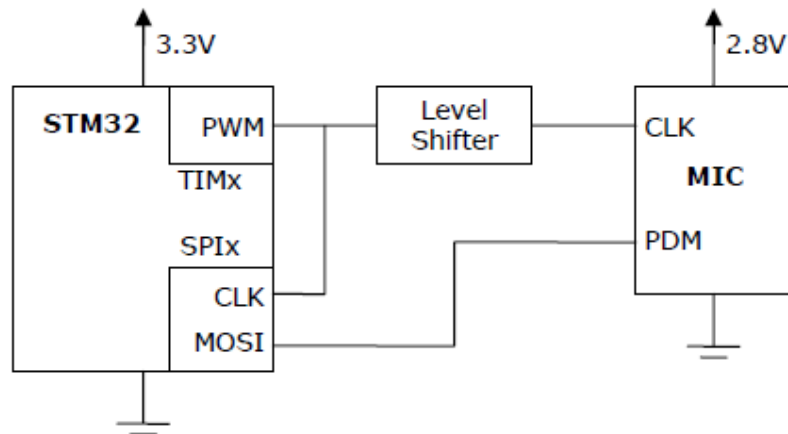 3.3V
2.8V
STM32
PWM
Level
Shifter
CLK
TIMx
MIC
SPIx
PDM
CLK
MOSI